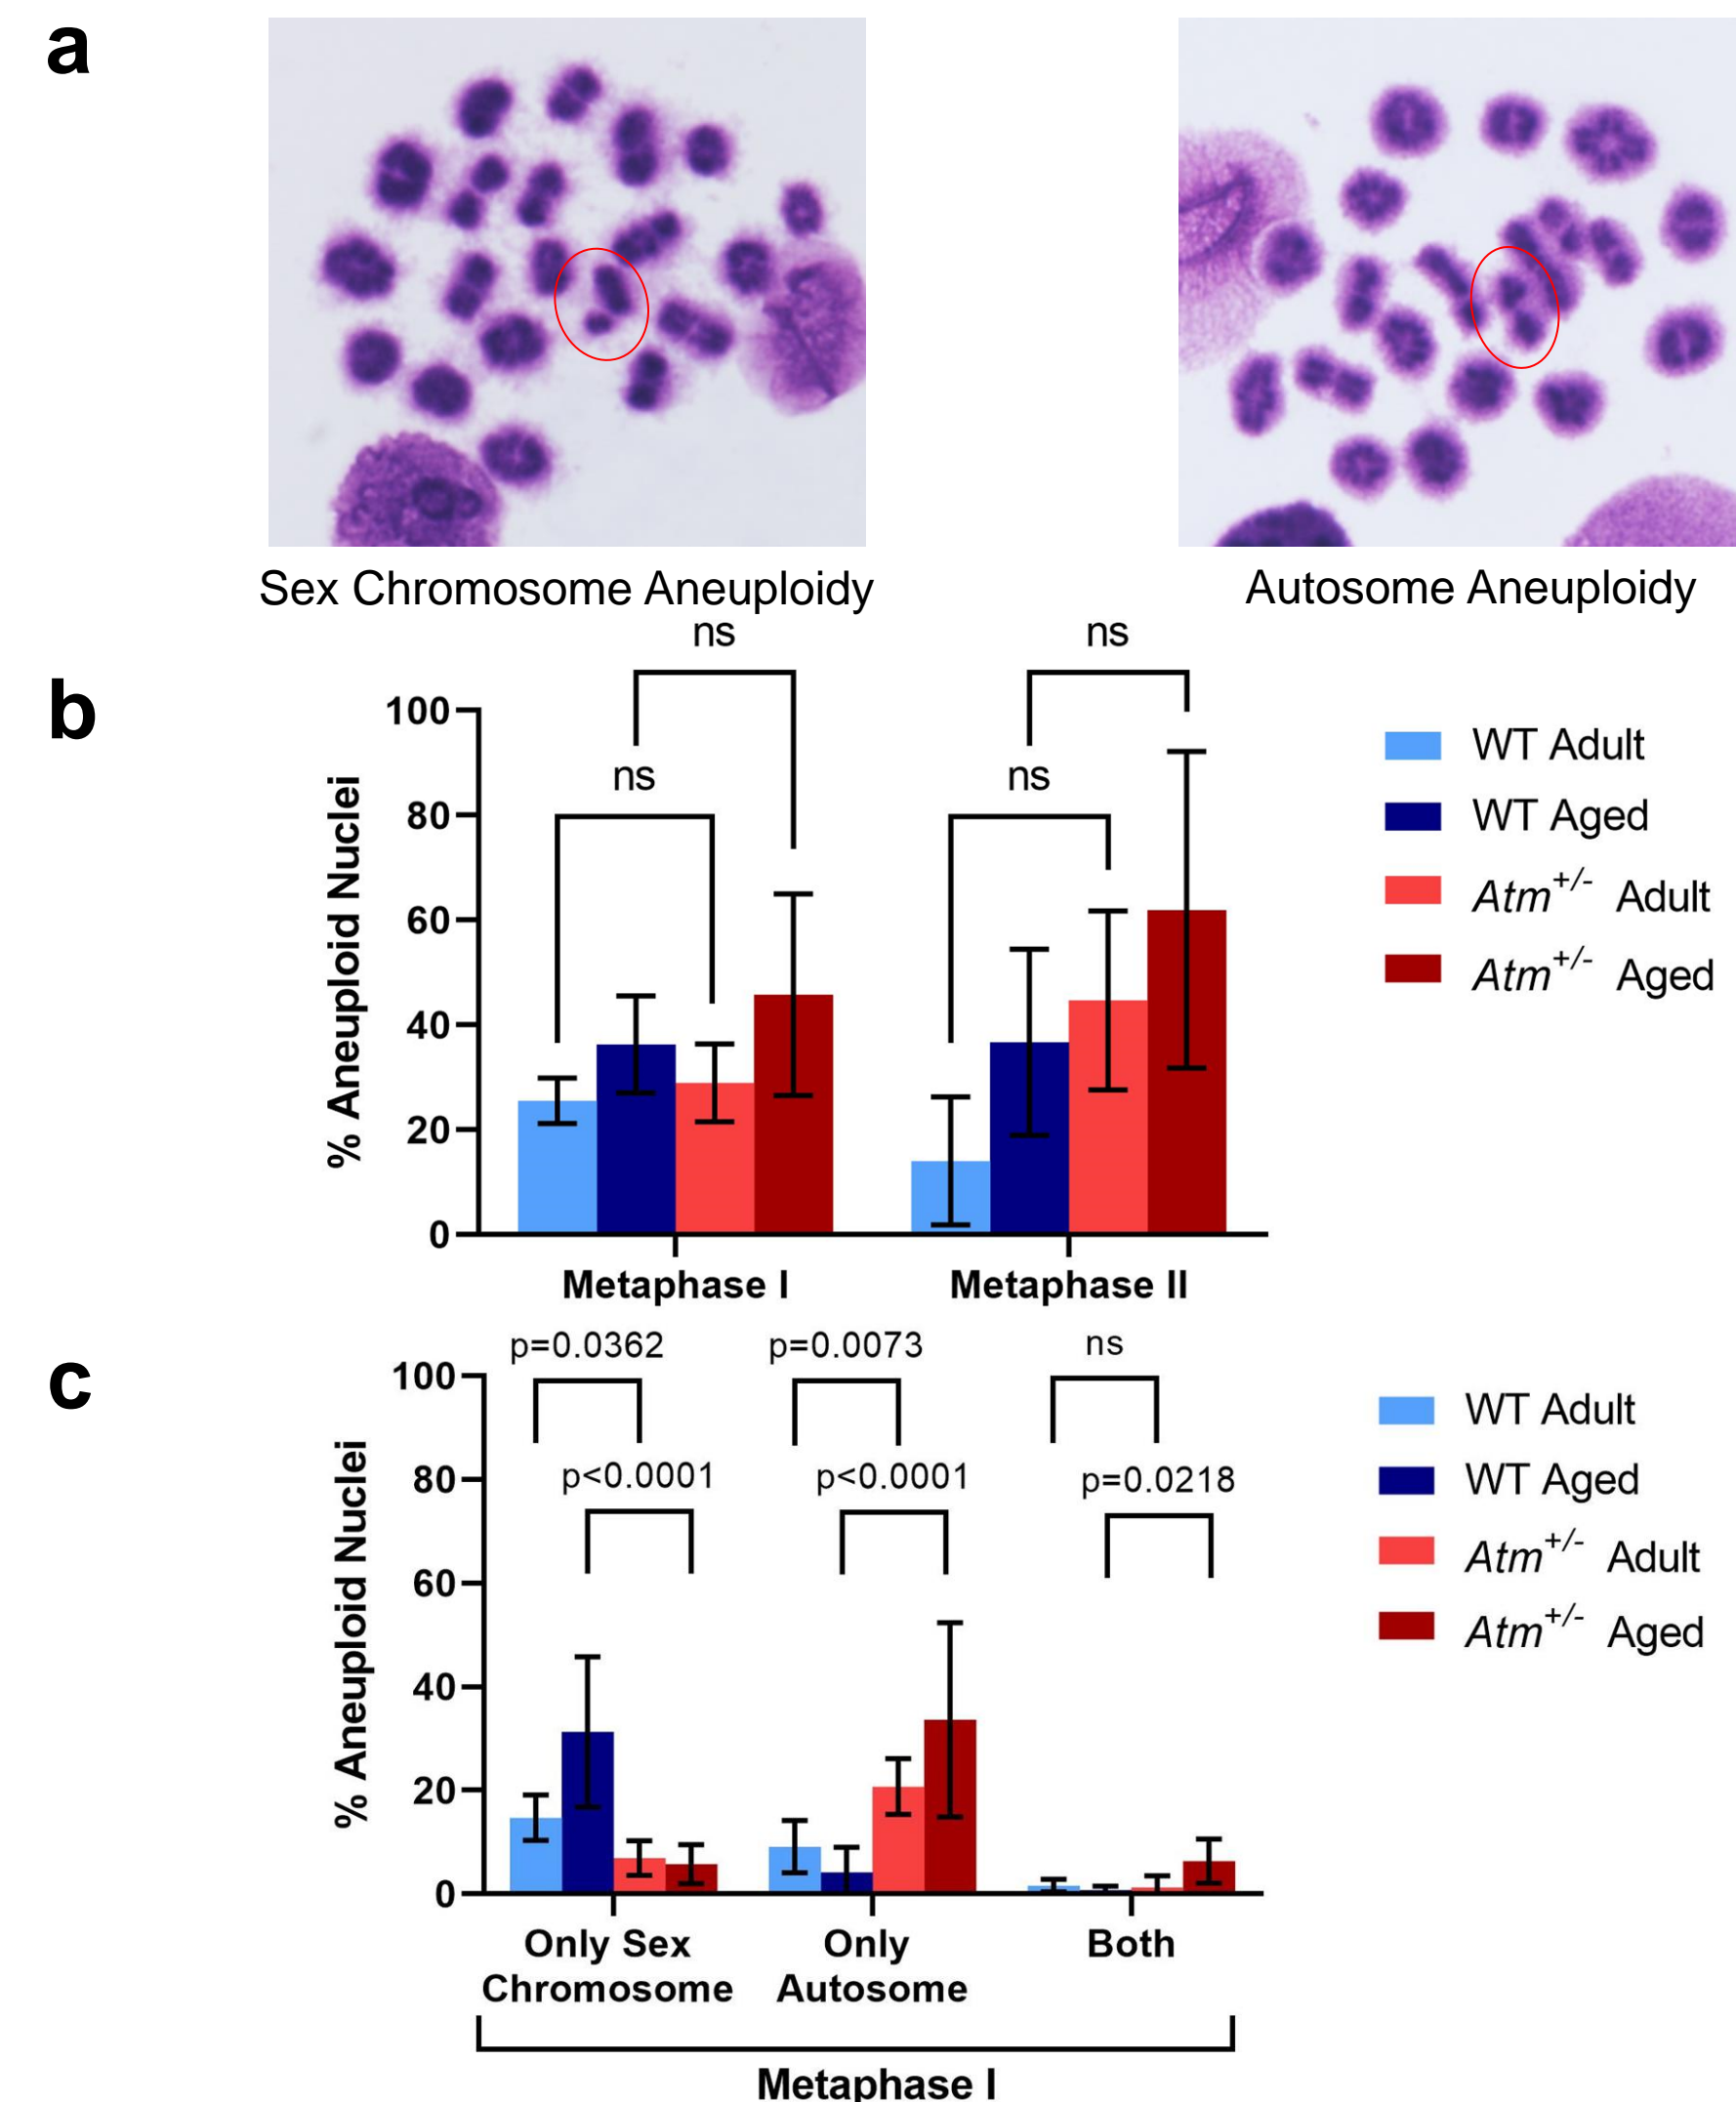 a
Sex Chromosome Aneuploidy
Autosome Aneuploidy
b
ns
ns
ns
ns
% Aneuploid Nuclei
100
80
60
40
20
0
Metaphase I
Metaphase II
WT Adult
WT Aged
Atm+/- Adult
Atm+/- Aged
c
p=0.0362
p=0.0073
ns
p<0.0001
p<0.0001
p=0.0218
% Aneuploid Nuclei
100
80
60
40
20
0
Only Sex
Chromosome
Only
Autosome
Both
Metaphase I
WT Adult
WT Aged
Atm+/- Adult
Atm+/- Aged